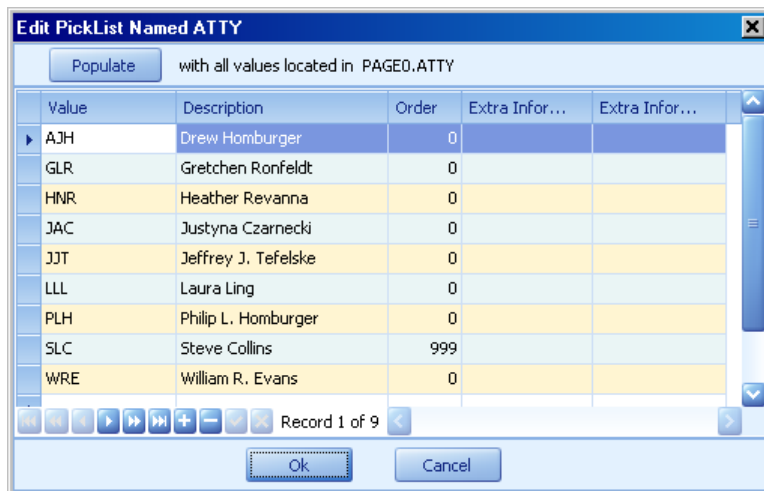 Edit PickList Named ATTY
Populate with all values located in PAGE0.ATTY
Value Description Order Extra Infor... Extra Infor...
AJH Drew Homburger 0
GLR Gretchen Ronfeldt 0
HNR Heather Revanna 0
JAC Justyna Czarnecki 0
JJT Jeffrey J. Tefelske 0
LLL Laura Ling 0
PLH Philip L. Homburger 0
SLC Steve Collins 999
WRE William R. Evans 0
Record 1 of 9
Ok Cancel